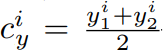 $c_y^i = \frac{y_1^i + y_2^i}{2}$